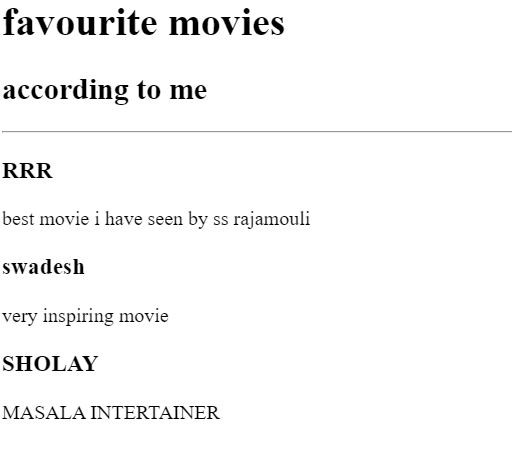 favourite movies
according to me
RRR
best movie i have seen by ss rajamouli
swadesh
very inspiring movie
SHOLAY
MASALA INTERTAINER